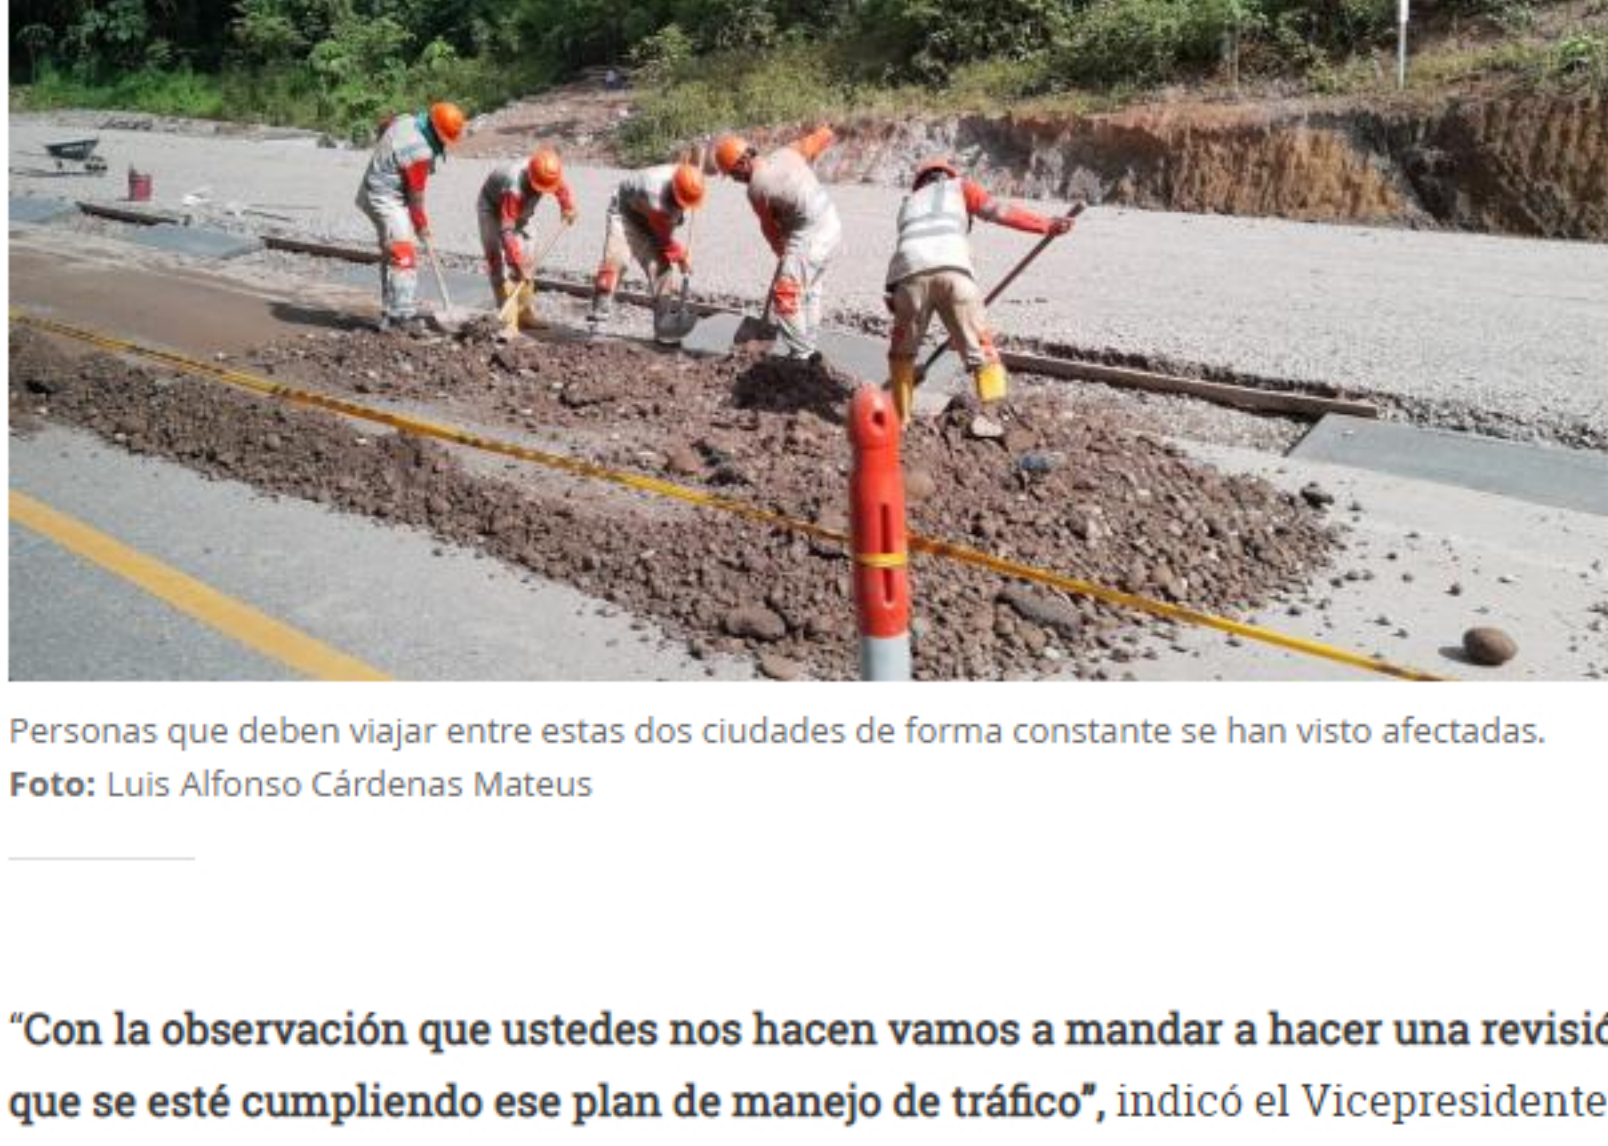 Personas que deben viajar entre estas dos ciudades de forma constante se han visto afectadas.
Foto: Luis Alfonso Cárdenas Mateus
“Con la observación que ustedes nos hacen vamos a mandar a hacer una revisió
que se esté cumpliendo ese plan de manejo de tráfico”, indicó el Vicepresidente